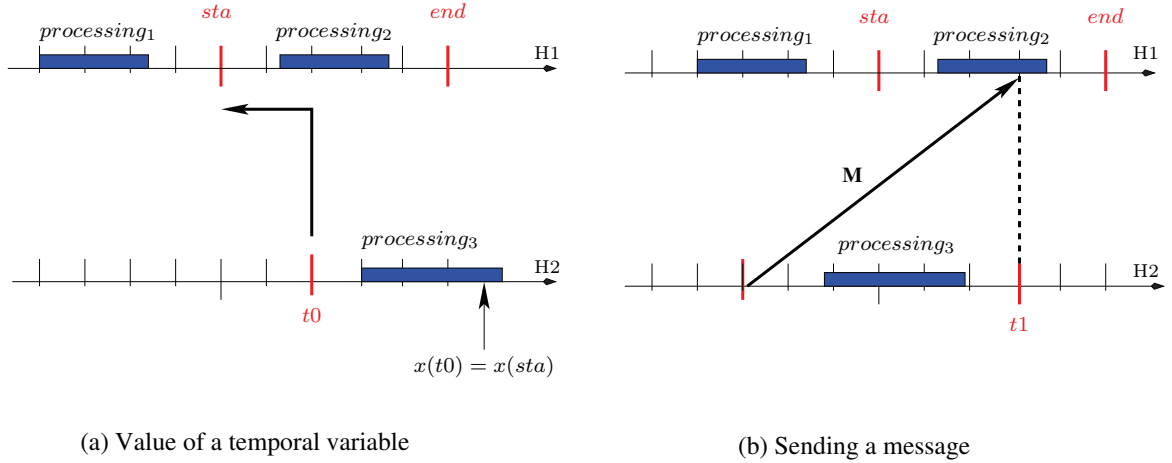 sta end
processing1 processing2 H1
processing3 H2
t0
x(t0) = x(sta)
(a) Value of a temporal variable
sta end
processing1 processing2 H1
M
processing3 H2
t1
(b) Sending a message